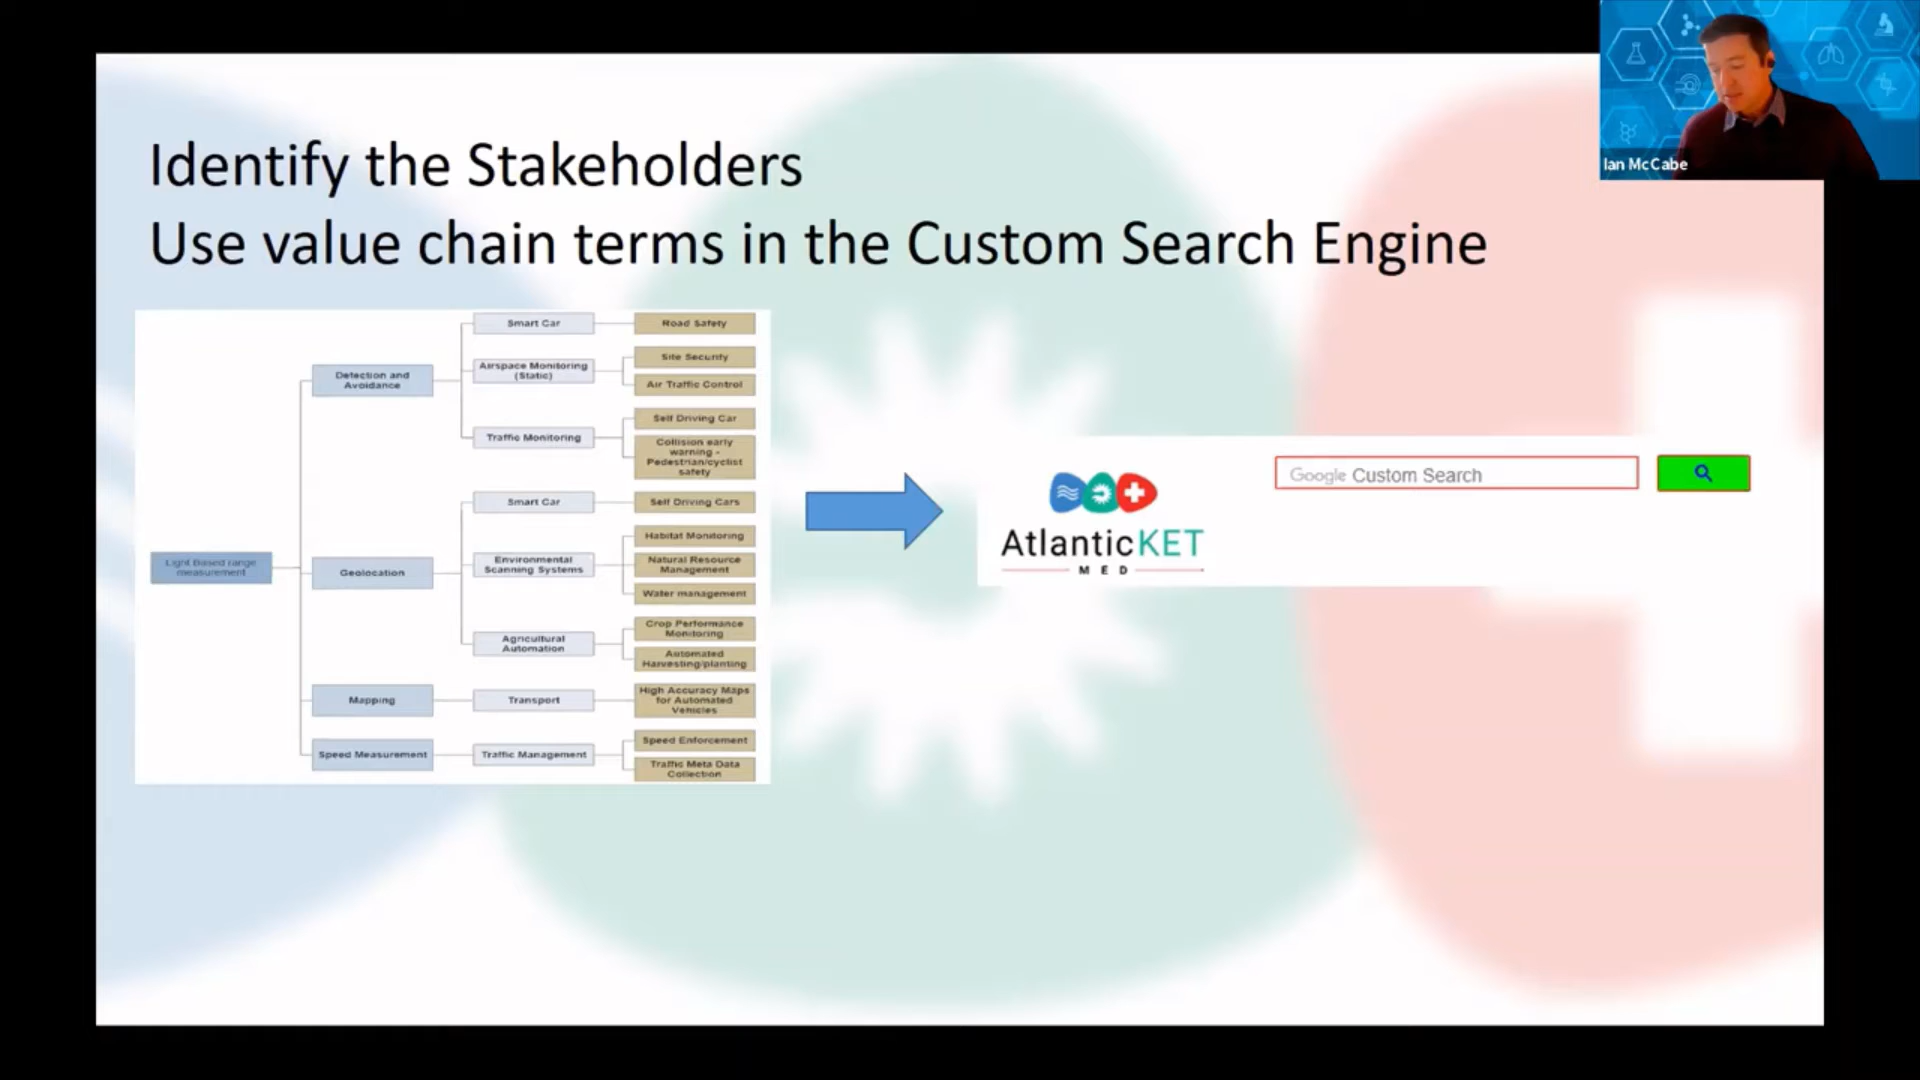 Ian McCabe
Identify the Stakeholders
Use value chain terms in the Custom Search Engine
Light Based range
measurement
Detection and
Avoidance
Smart Car
Road Safety
Airspace Monitoring
(Static)
Site Security
Air Traffic Control
Traffic Monitoring
Self Driving Car
Collision early
warning -
Pedestrian/cyclist
safety
Geolocation
Smart Car
Self Driving Cars
Environmental
Scanning Systems
Habitat Monitoring
Natural Resource
Management
Water management
Agricultural
Automation
Crop Performance
Monitoring
Automated
Harvesting/planting
Mapping
Transport
High Accuracy Maps
for Automated
Vehicles
Speed Measurement
Traffic Management
Speed Enforcement
Traffic Meta Data
Collection
AtlanticKET
MED
Google Custom Search